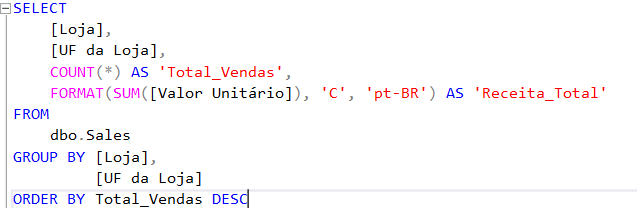 SELECT
[Loja],
[UF da Loja],
COUNT(*) AS 'Total_Vendas',
FORMAT(SUM([Valor Unitário]), 'C', 'pt-BR') AS 'Receita_Total'
FROM
dbo.Sales
GROUP BY [Loja],
[UF da Loja]
ORDER BY Total_Vendas DESC